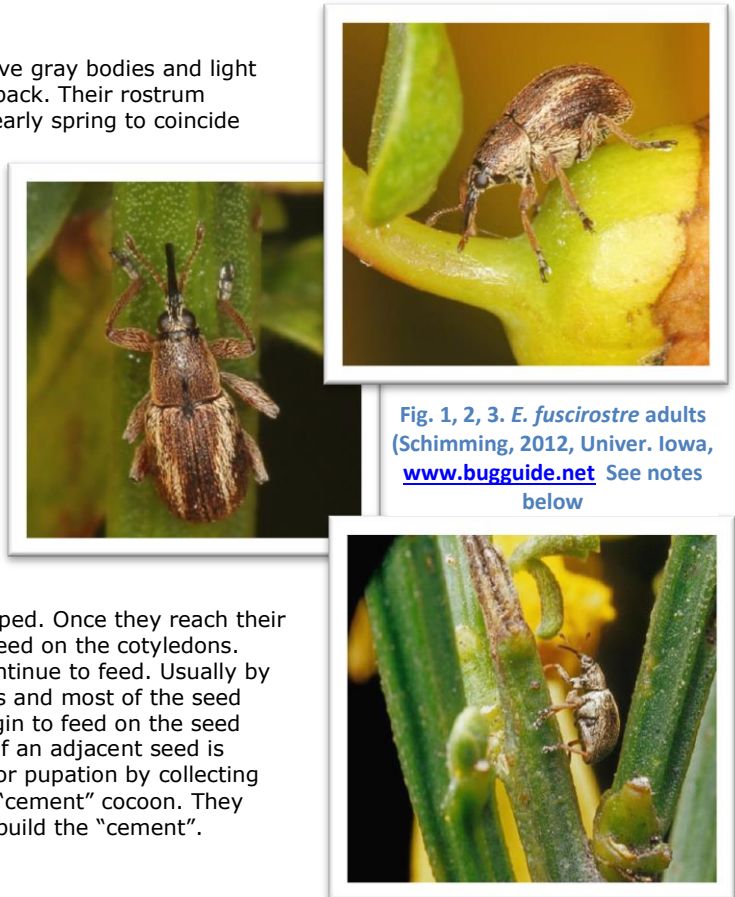 ve gray bodies and light
back. Their rostrum
early spring to coincide
Fig. 1, 2, 3. E. fuscirostre adults
(Schimming, 2012, Univer. Iowa,
www.bugguide.net See notes
below
ped. Once they reach their
eed on the cotyledons.
ntinue to feed. Usually by
s and most of the seed
gin to feed on the seed
f an adjacent seed is
or pupation by collecting
"cement" cocoon. They
build the "cement".